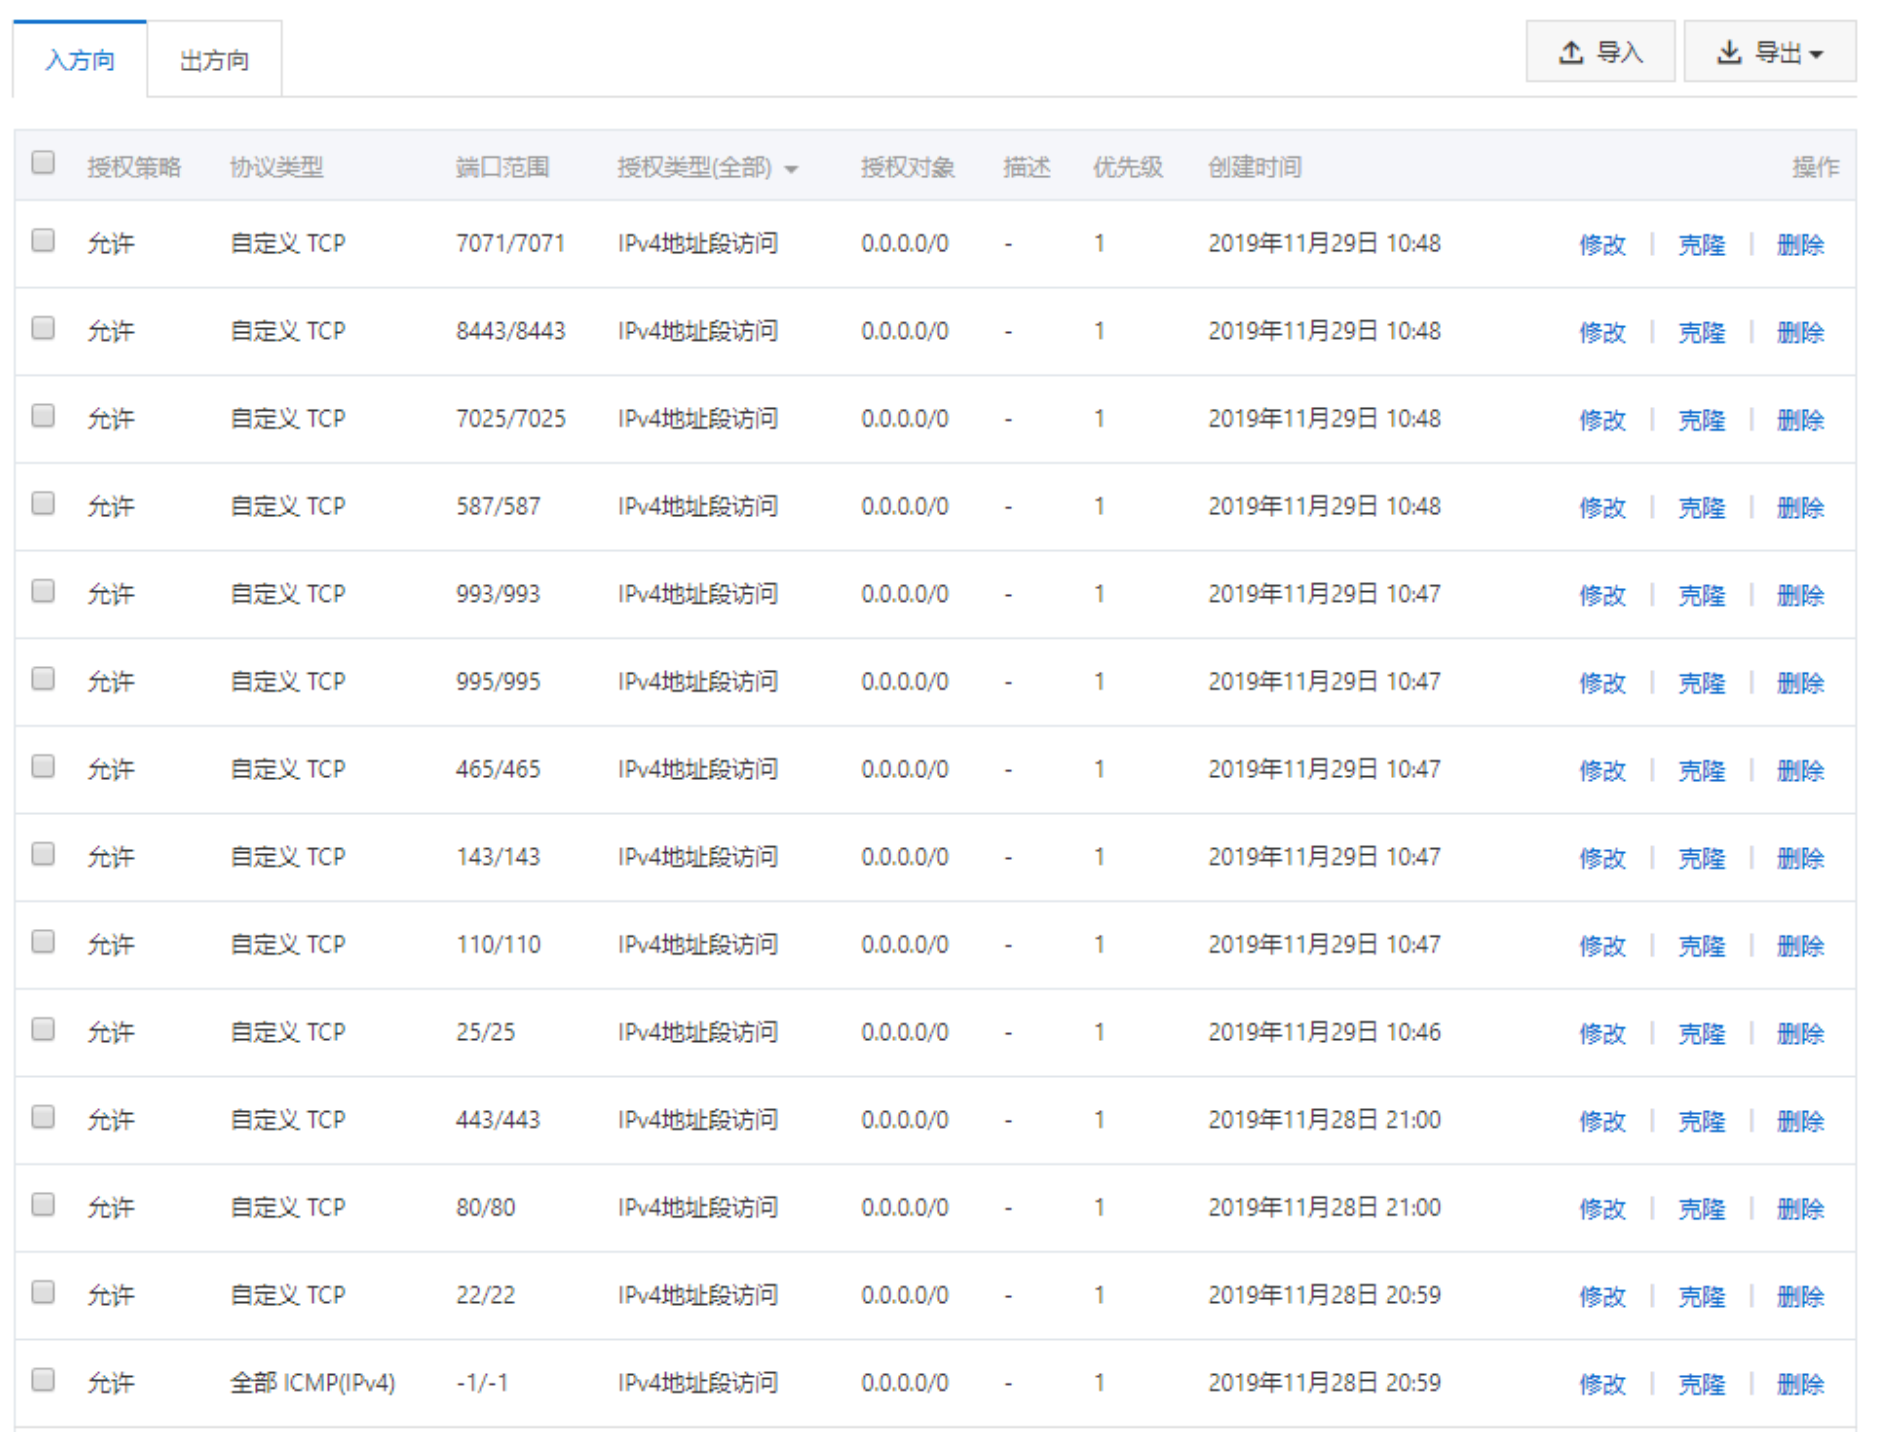 入方向 出方向 导入 导出
授权策略 协议类型 端口范围 授权类型(全部) 授权对象 描述 优先级 创建时间 操作
允许 自定义 TCP 7071/7071 IPv4地址段访问 0.0.0.0/0 - 1 2019年11月29日 10:48 修改 | 克隆 | 删除
允许 自定义 TCP 8443/8443 IPv4地址段访问 0.0.0.0/0 - 1 2019年11月29日 10:48 修改 | 克隆 | 删除
允许 自定义 TCP 7025/7025 IPv4地址段访问 0.0.0.0/0 - 1 2019年11月29日 10:48 修改 | 克隆 | 删除
允许 自定义 TCP 587/587 IPv4地址段访问 0.0.0.0/0 - 1 2019年11月29日 10:48 修改 | 克隆 | 删除
允许 自定义 TCP 993/993 IPv4地址段访问 0.0.0.0/0 - 1 2019年11月29日 10:47 修改 | 克隆 | 删除
允许 自定义 TCP 995/995 IPv4地址段访问 0.0.0.0/0 - 1 2019年11月29日 10:47 修改 | 克隆 | 删除
允许 自定义 TCP 465/465 IPv4地址段访问 0.0.0.0/0 - 1 2019年11月29日 10:47 修改 | 克隆 | 删除
允许 自定义 TCP 143/143 IPv4地址段访问 0.0.0.0/0 - 1 2019年11月29日 10:47 修改 | 克隆 | 删除
允许 自定义 TCP 110/110 IPv4地址段访问 0.0.0.0/0 - 1 2019年11月29日 10:47 修改 | 克隆 | 删除
允许 自定义 TCP 25/25 IPv4地址段访问 0.0.0.0/0 - 1 2019年11月29日 10:46 修改 | 克隆 | 删除
允许 自定义 TCP 443/443 IPv4地址段访问 0.0.0.0/0 - 1 2019年11月28日 21:00 修改 | 克隆 | 删除
允许 自定义 TCP 80/80 IPv4地址段访问 0.0.0.0/0 - 1 2019年11月28日 21:00 修改 | 克隆 | 删除
允许 自定义 TCP 22/22 IPv4地址段访问 0.0.0.0/0 - 1 2019年11月28日 20:59 修改 | 克隆 | 删除
允许 全部 ICMP(IPv4) -1/-1 IPv4地址段访问 0.0.0.0/0 - 1 2019年11月28日 20:59 修改 | 克隆 | 删除